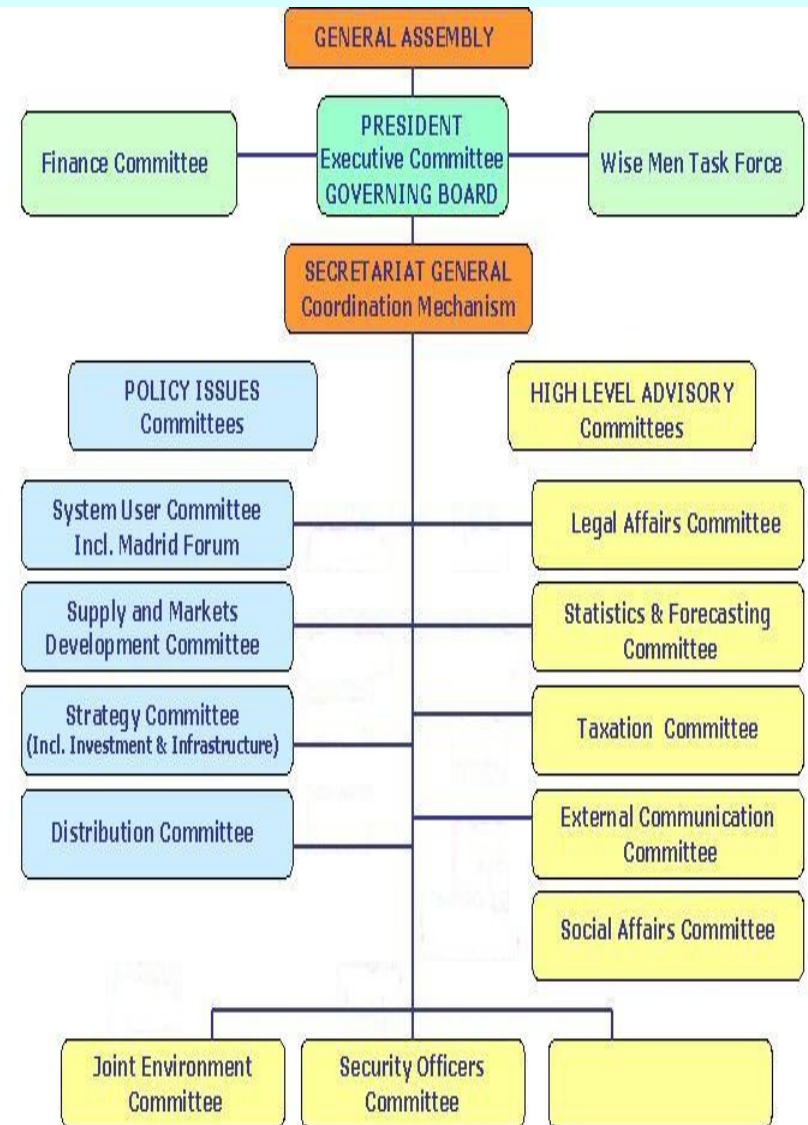 GENERAL ASSEMBLY
PRESIDENT
Executive Committee
GOVERNING BOARD
Finance Committee
Wise Men Task Force
SECRETARIAT GENERAL
Coordination Mechanism
POLICY ISSUES
Committees
HIGH LEVEL ADVISORY
Committees
System User Committee
Incl. Madrid Forum
Legal Affairs Committee
Supply and Markets
Development Committee
Statistics & Forecasting
Committee
Strategy Committee
(Incl. Investment & Infrastructure)
Taxation Committee
Distribution Committee
External Communication
Committee
Social Affairs Committee
Joint Environment
Committee
Security Officers
Committee